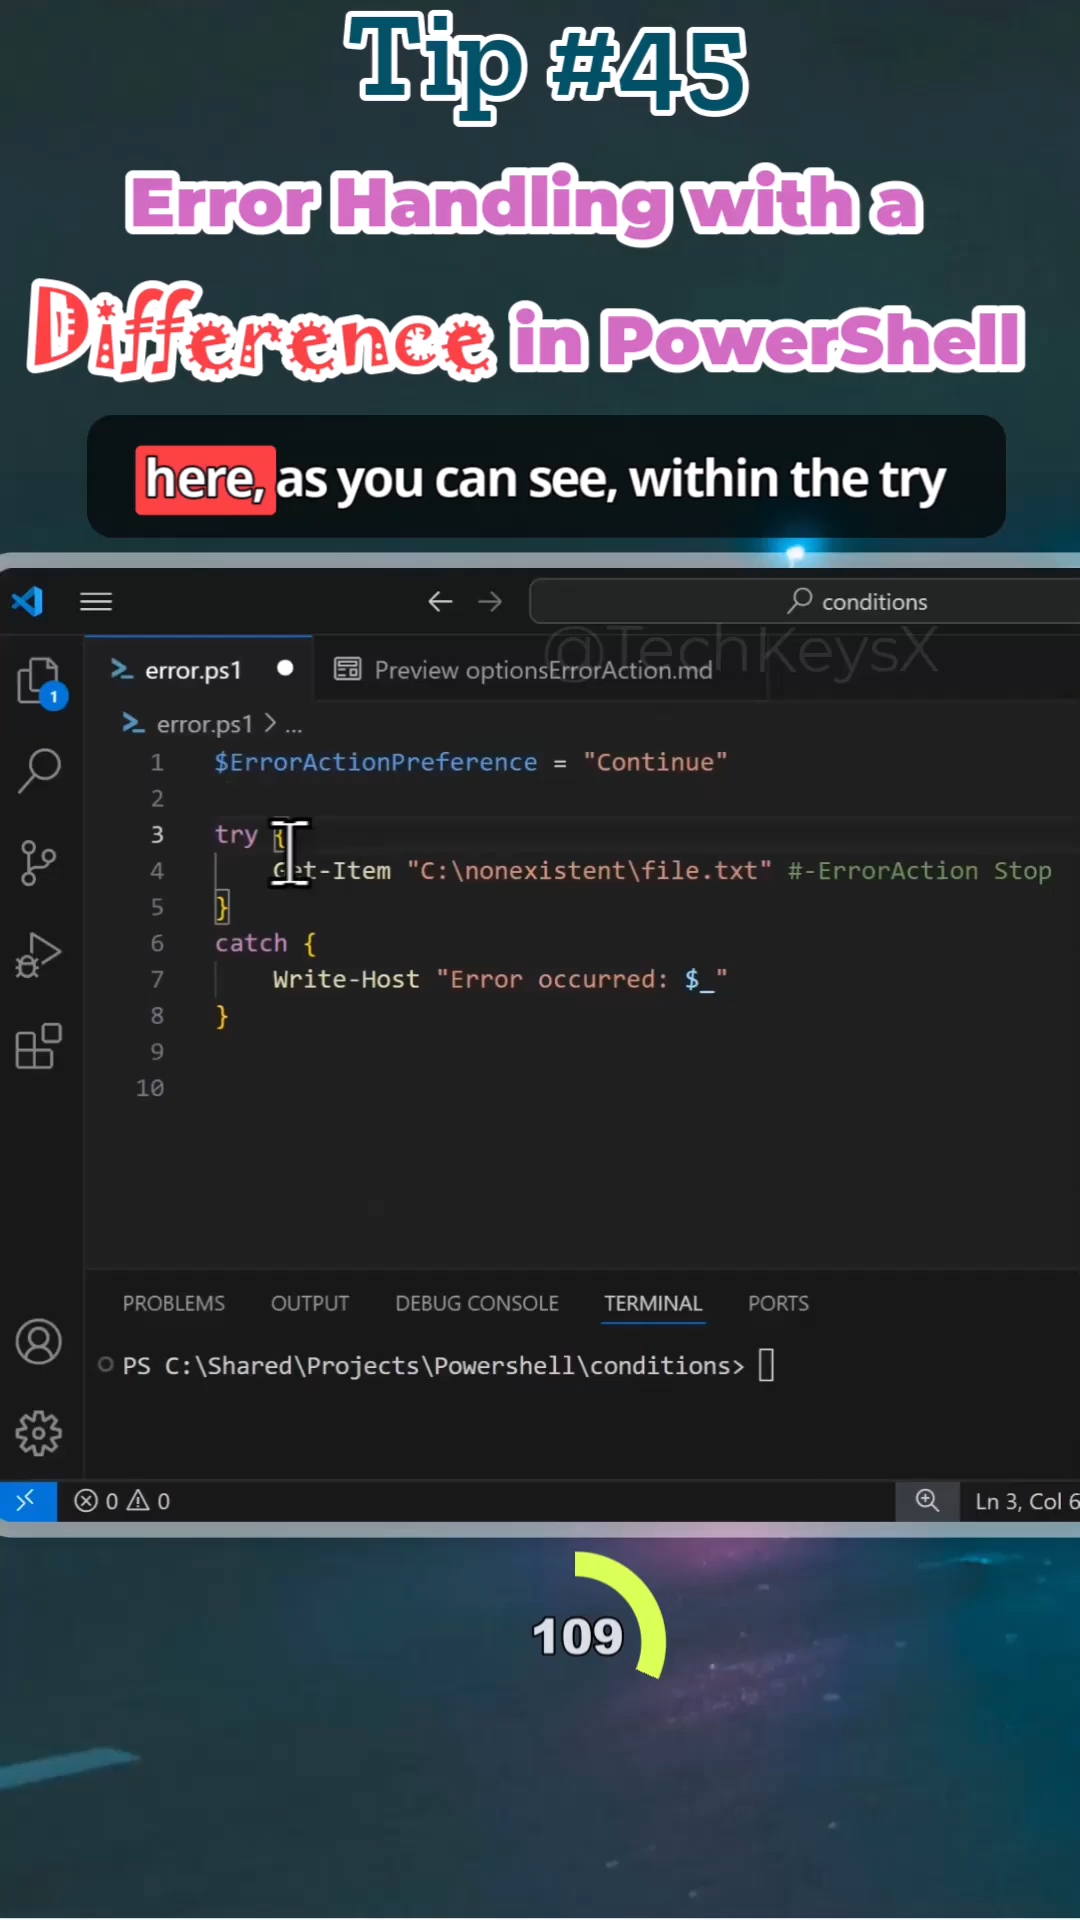 Tip #45
Error Handling with a
Difference in PowerShell
here, as you can see, within the try
conditions
@TechKeysX
error.ps1
Preview optionsErrorAction.md
1
error.ps1 > ...
1 $ErrorActionPreference = "Continue"
2
3 try {
4 Get-Item "C:\nonexistent\file.txt" #-ErrorAction Stop
5 }
6 catch {
7 Write-Host "Error occurred: $_"
8 }
9
10
PROBLEMS OUTPUT DEBUG CONSOLE TERMINAL PORTS
PS C:\Shared\Projects\Powershell\conditions>
0 0 Ln 3, Col 6
109